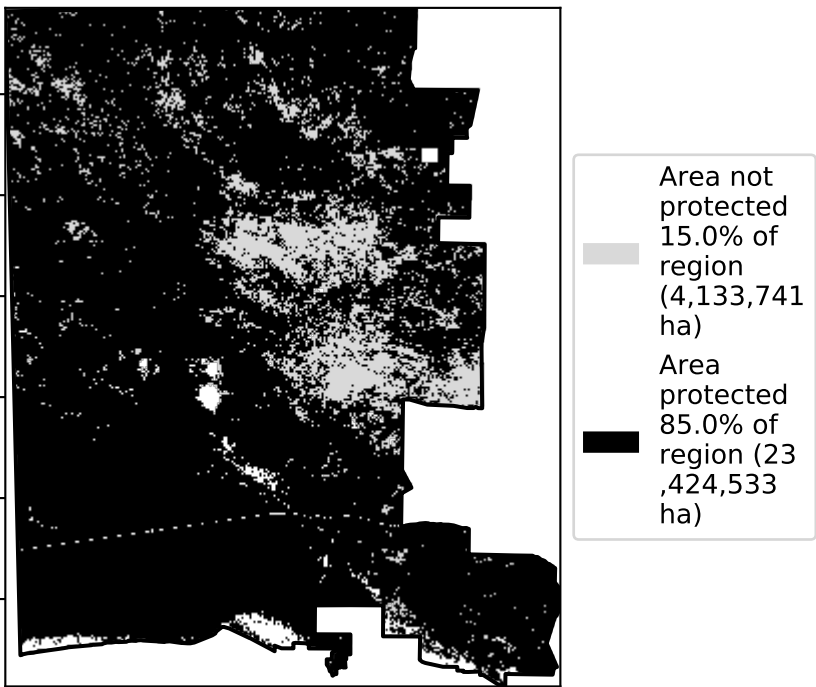 Area not
protected
15.0% of
region
(4,133,741
ha)
Area
protected
85.0% of
region (23
,424,533
ha)